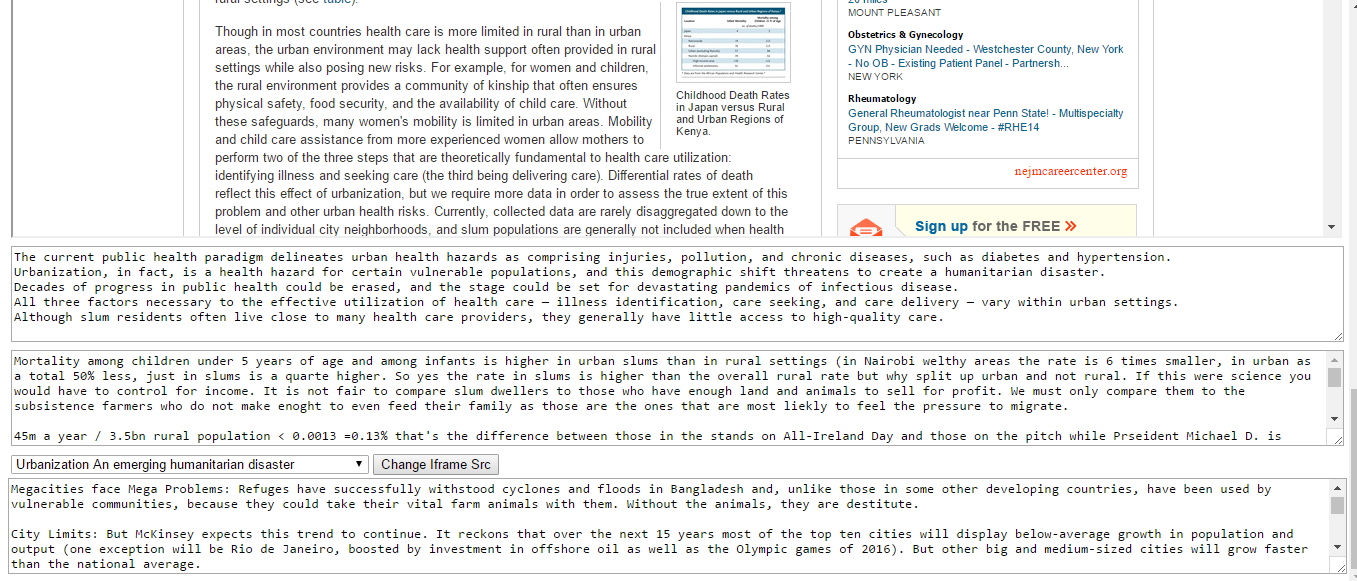 rural settings (see table).
Though in most countries health care is more limited in rural than in urban
areas, the urban environment may lack health support often provided in rural
settings while also posing new risks. For example, for women and children,
the rural environment provides a community of kinship that often ensures
physical safety, food security, and the availability of child care. Without
these safeguards, many women's mobility is limited in urban areas. Mobility
and child care assistance from more experienced women allow mothers to
perform two of the three steps that are theoretically fundamental to health care utilization:
identifying illness and seeking care (the third being delivering care). Differential rates of death
reflect this effect of urbanization, but we require more data in order to assess the true extent of this
problem and other urban health risks. Currently, collected data are rarely disaggregated down to the
level of individual city neighborhoods, and slum populations are generally not included when health
Childhood Death Rates
in Japan versus Rural
and Urban Regions of
Kenya.
20 miles
MOUNT PLEASANT
Obstetrics & Gynecology
GYN Physician Needed - Westchester County, New York
- No OB - Existing Patient Panel - Partnersh...
NEW YORK
Rheumatology
General Rheumatologist near Penn State! - Multispecialty
Group, New Grads Welcome - #RHE14
PENNSYLVANIA
nejmcareercenter.org
Sign up for the FREE »
The current public health paradigm delineates urban health hazards as comprising injuries, pollution, and chronic diseases, such as diabetes and hypertension.
Urbanization, in fact, is a health hazard for certain vulnerable populations, and this demographic shift threatens to create a humanitarian disaster.
Decades of progress in public health could be erased, and the stage could be set for devastating pandemics of infectious disease.
All three factors necessary to the effective utilization of health care — illness identification, care seeking, and care delivery — vary within urban settings.
Although slum residents often live close to many health care providers, they generally have little access to high-quality care.
Mortality among children under 5 years of age and among infants is higher in urban slums than in rural settings (in Nairobi welthy areas the rate is 6 times smaller, in urban as
a total 50% less, just in slums is a quarte higher. So yes the rate in slums is higher than the overall rural rate but why split up urban and not rural. If this were science you
would have to control for income. It is not fair to compare slum dwellers to those who have enough land and animals to sell for profit. We must only compare them to the
subsistence farmers who do not make enoght to even feed their family as those are the ones that are most liekly to feel the pressure to migrate.
45m a year / 3.5bn rural population < 0.0013 =0.13% that's the difference between those in the stands on All-Ireland Day and those on the pitch while Prseident Michael D. is
Urbanization An emerging humanitarian disaster
Change Iframe Src
Megacities face Mega Problems: Refuges have successfully withstood cyclones and floods in Bangladesh and, unlike those in some other developing countries, have been used by
vulnerable communities, because they could take their vital farm animals with them. Without the animals, they are destitute.
City Limits: But McKinsey expects this trend to continue. It reckons that over the next 15 years most of the top ten cities will display below-average growth in population and
output (one exception will be Rio de Janeiro, boosted by investment in offshore oil as well as the Olympic games of 2016). But other big and medium-sized cities will grow faster
than the national average.